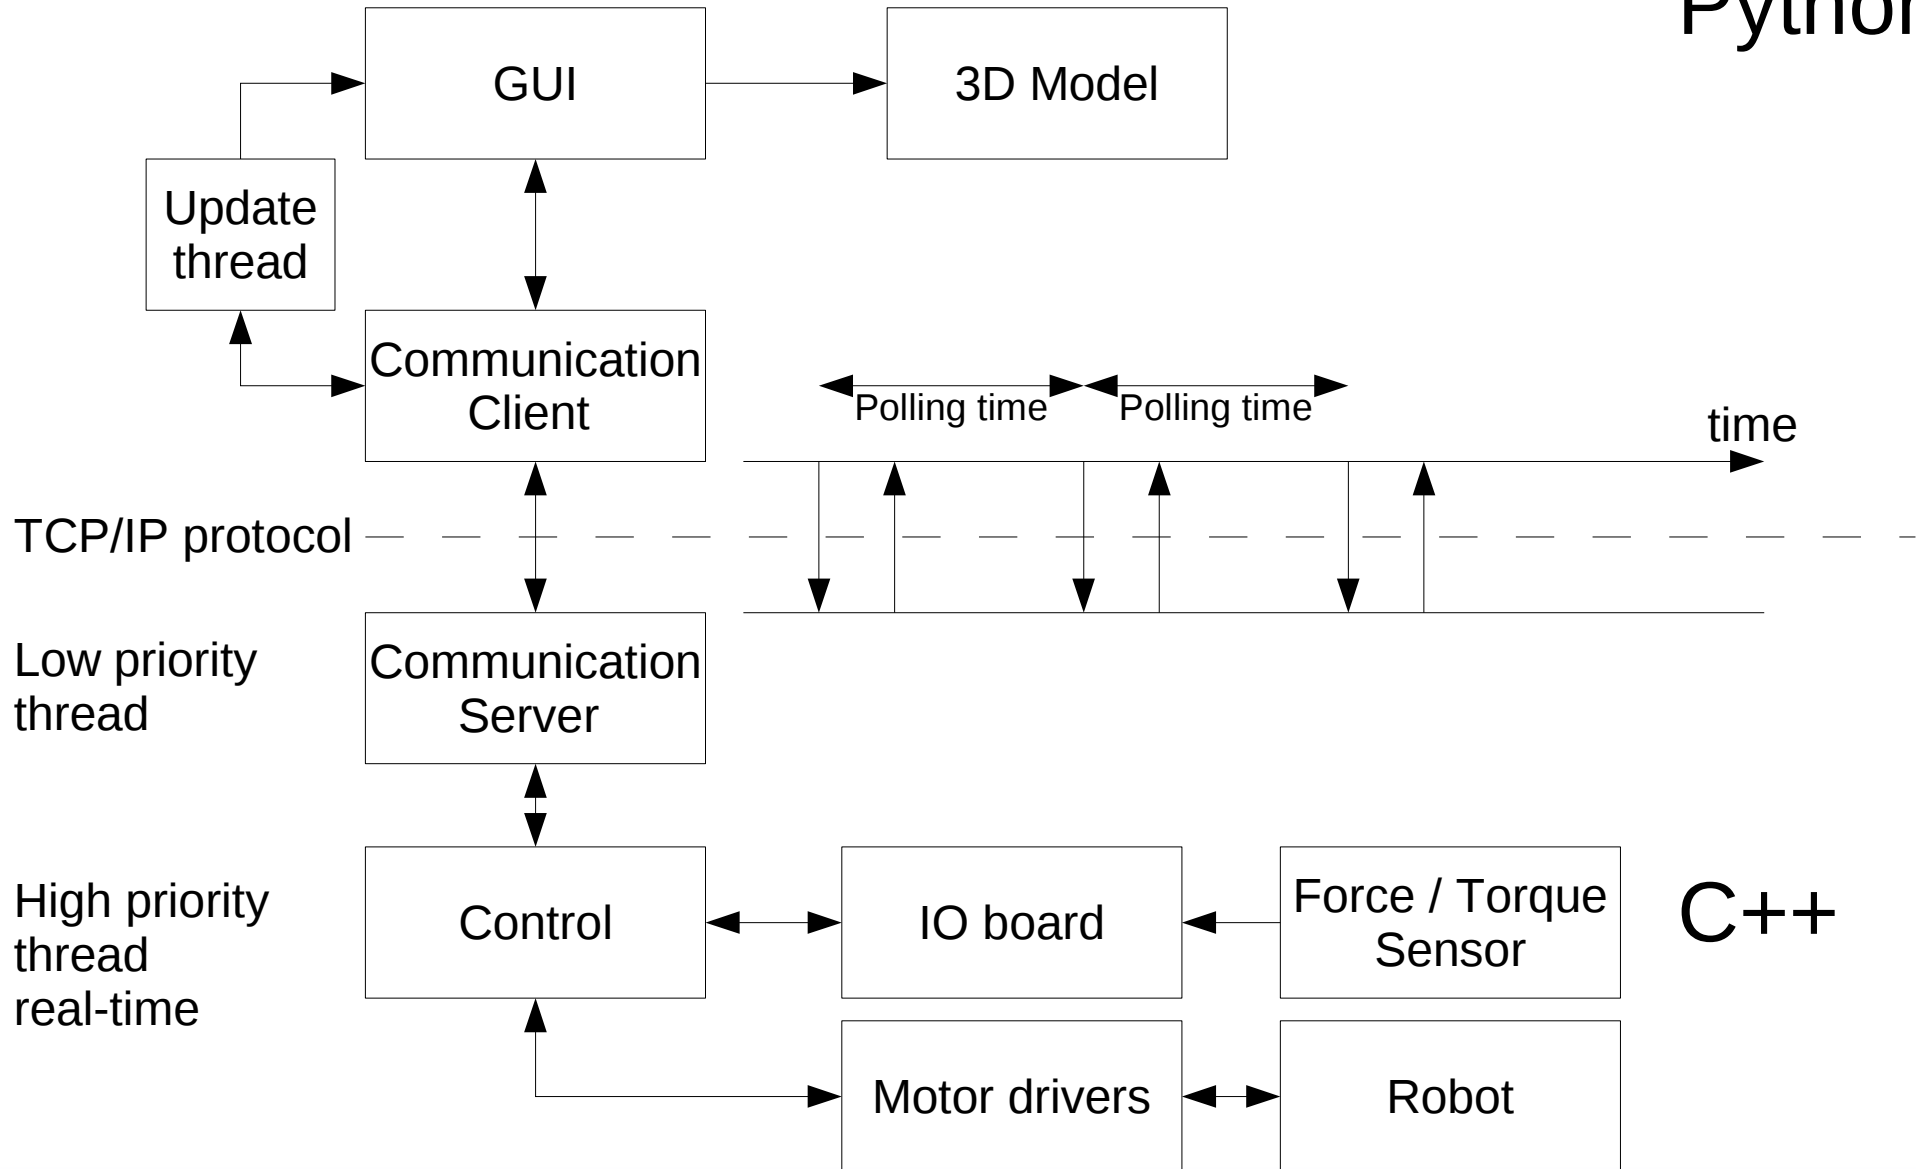 Python
GUI
3D Model
Update
thread
Communication
Client
Polling time
Polling time
time
TCP/IP protocol
Low priority
thread
Communication
Server
High priority
thread
real-time
Control
IO board
Force / Torque
Sensor
C++
Motor drivers
Robot